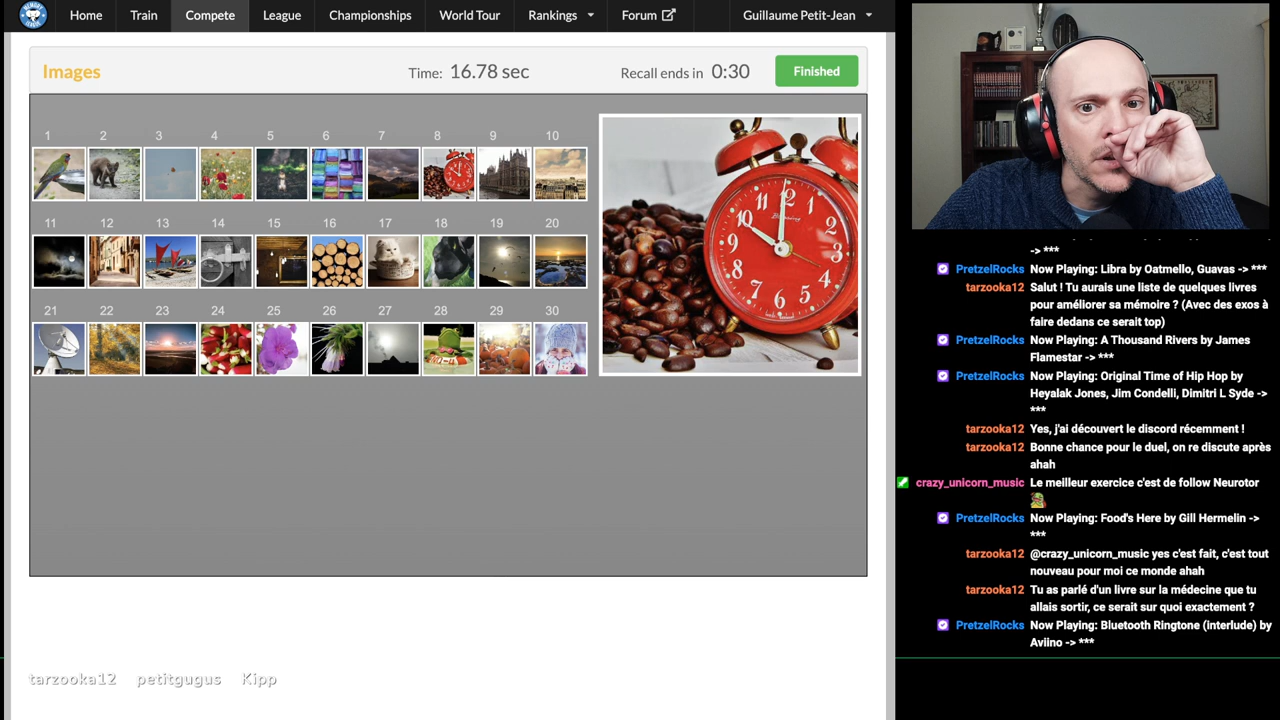 Home Train Compete League Championships World Tour Rankings Forum Guillaume Petit-Jean
Images Time: 16.78 sec Recall ends in 0:30 Finished
1 2 3 4 5 6 7 8 9 10
11 12 13 14 15 16 17 18 19 20
21 22 23 24 25 26 27 28 29 30
12
11
10
9
8
7
6
5
4
3
2
1
-> ***
PretzelRocks Now Playing: Libra by Oatmello, Guavas -> ***
tarzooka12 Salut ! Tu aurais une liste de quelques livres
pour améliorer sa mémoire ? (Avec des exos à
faire dedans ce serait top)
PretzelRocks Now Playing: A Thousand Rivers by James
Flamestar -> ***
PretzelRocks Now Playing: Original Time of Hip Hop by
Heyalak Jones, Jim Condelli, Dimitri L Syde ->
***
tarzooka12 Yes, j'ai découvert le discord récemment !
tarzooka12 Bonne chance pour le duel, on re discute après
ahah
crazy_unicorn_music Le meilleur exercice c'est de follow Neurotor
PretzelRocks Now Playing: Food's Here by Gill Hermelin ->
***
tarzooka12 @crazy_unicorn_music yes c'est fait, c'est tout
nouveau pour moi ce monde ahah
tarzooka12 Tu as parlé d'un livre sur la médecine que tu
allais sortir, ce serait sur quoi exactement ?
PretzelRocks Now Playing: Bluetooth Ringtone (interlude) by
Aviino -> ***
tarzooka12 petitgugus Kipp